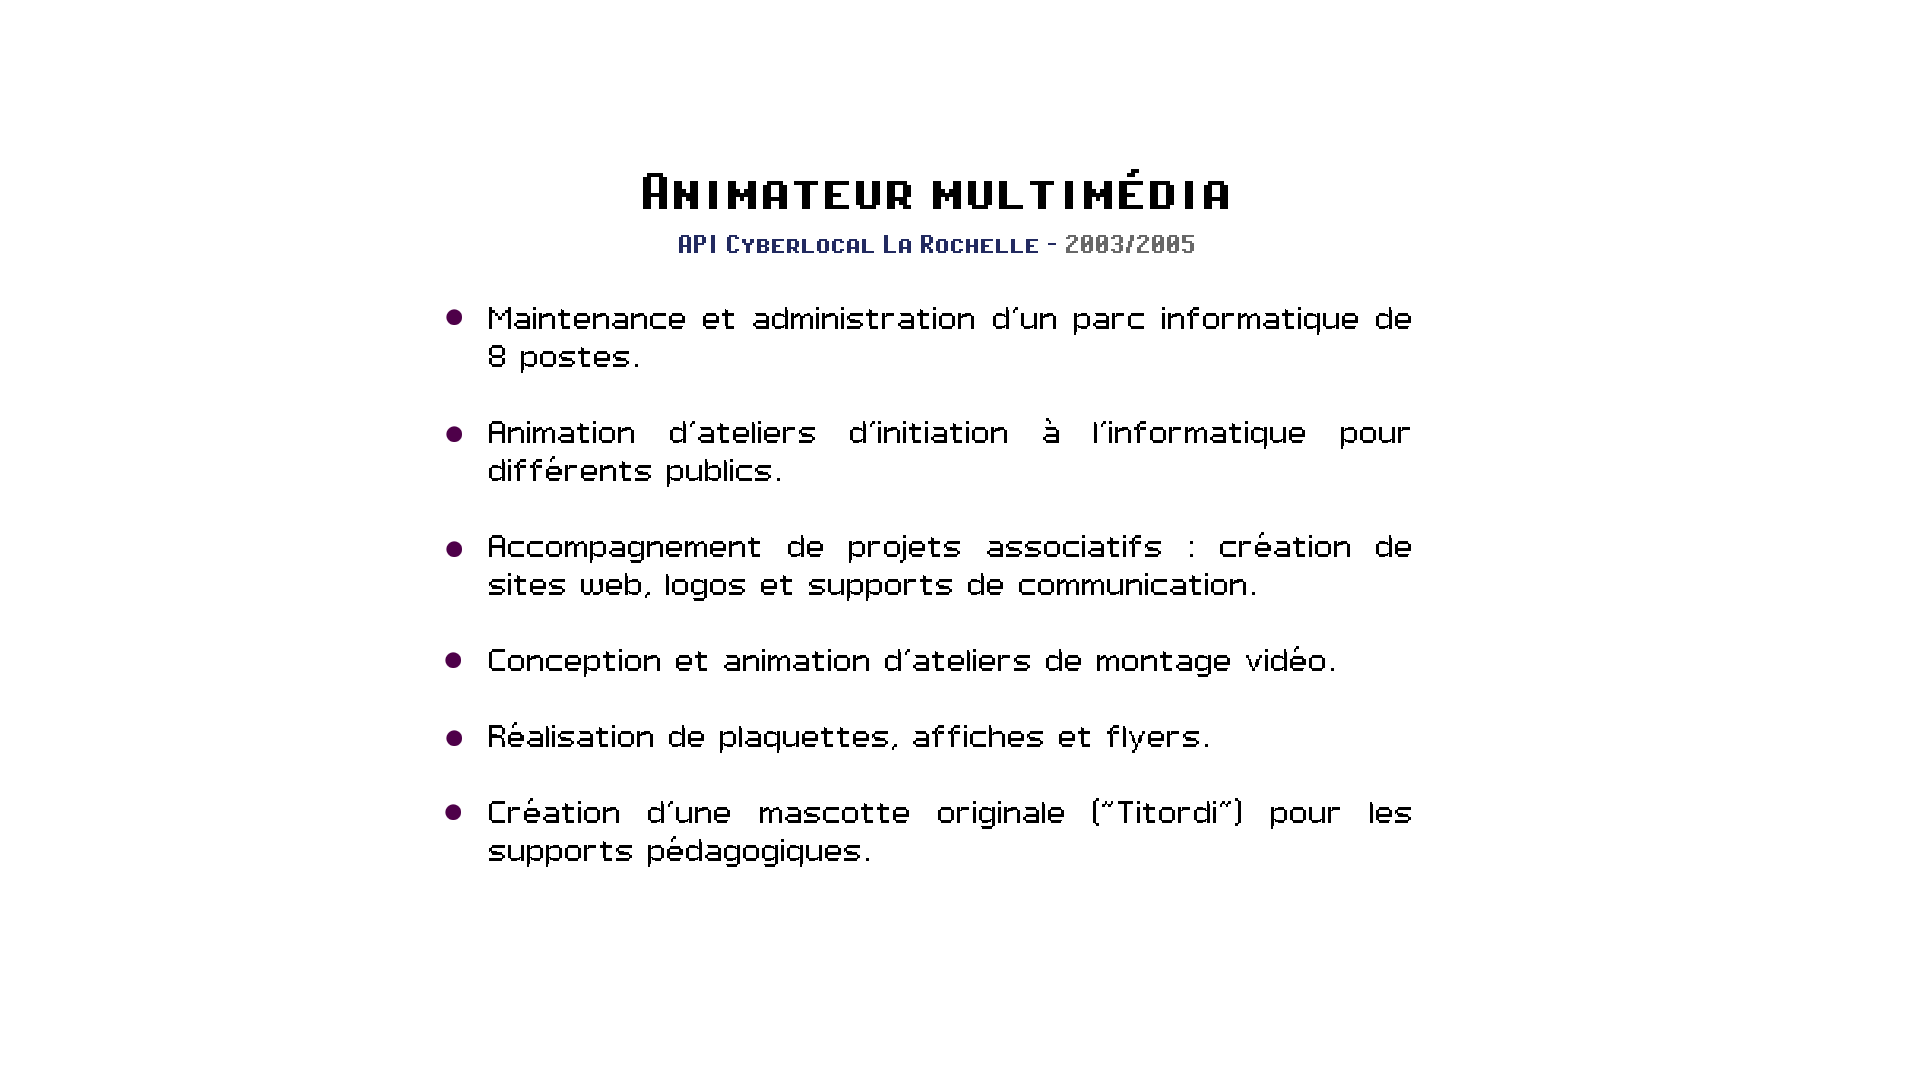 Animateur multimédia
API Cyberlocal La Rochelle - 2003/2005
• Maintenance et administration d'un parc informatique de
8 postes.
• Animation d'ateliers d'initiation à l'informatique pour
différents publics.
• Accompagnement de projets associatifs : création de
sites web, logos et supports de communication.
• Conception et animation d'ateliers de montage vidéo.
• Réalisation de plaquettes, affiches et flyers.
• Création d'une mascotte originale ("Titordi") pour les
supports pédagogiques.